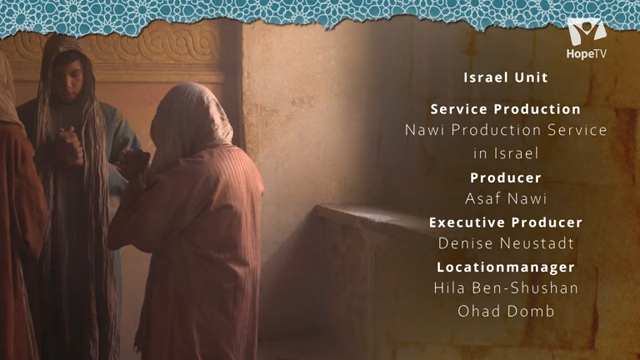 HopeTV
Israel Unit
Service Production
Nawi Production Service
in Israel
Producer
Asaf Nawi
Executive Producer
Denise Neustadt
Locationmanager
Hila Ben-Shushan
Ohad Domb